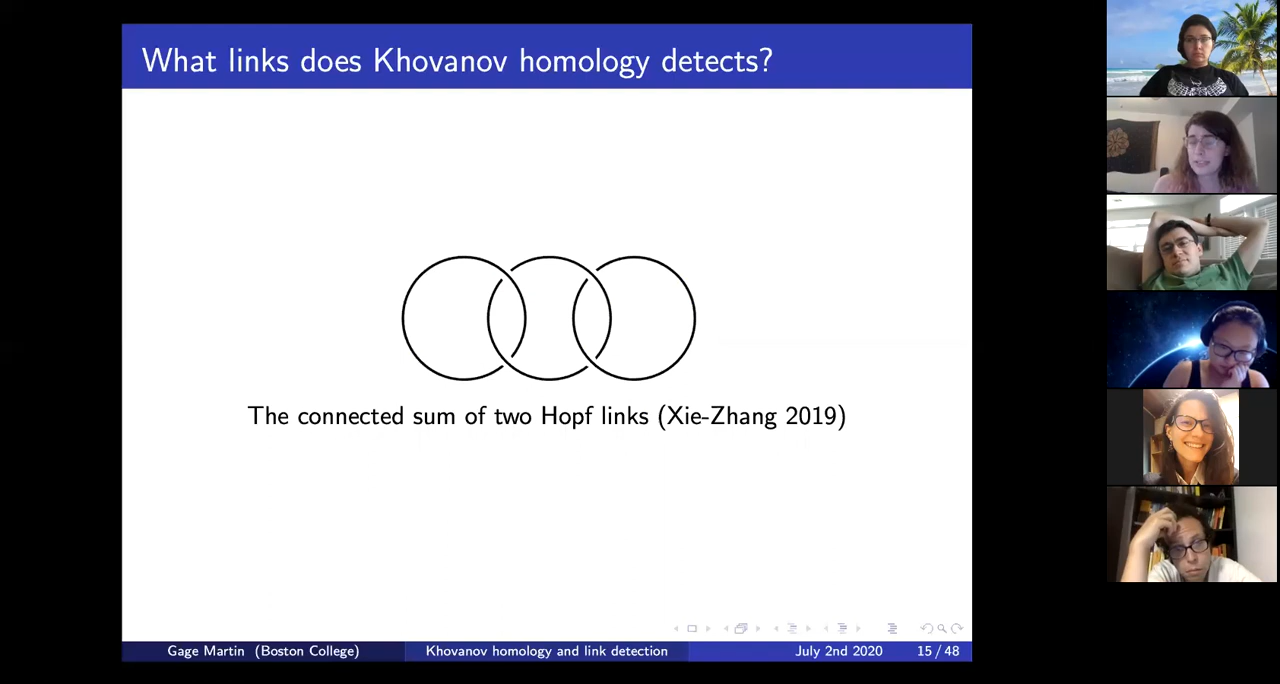 What links does Khovanov homology detects?
The connected sum of two Hopf links (Xie-Zhang 2019)
Gage Martin (Boston College) Khovanov homology and link detection July 2nd 2020 15 / 48